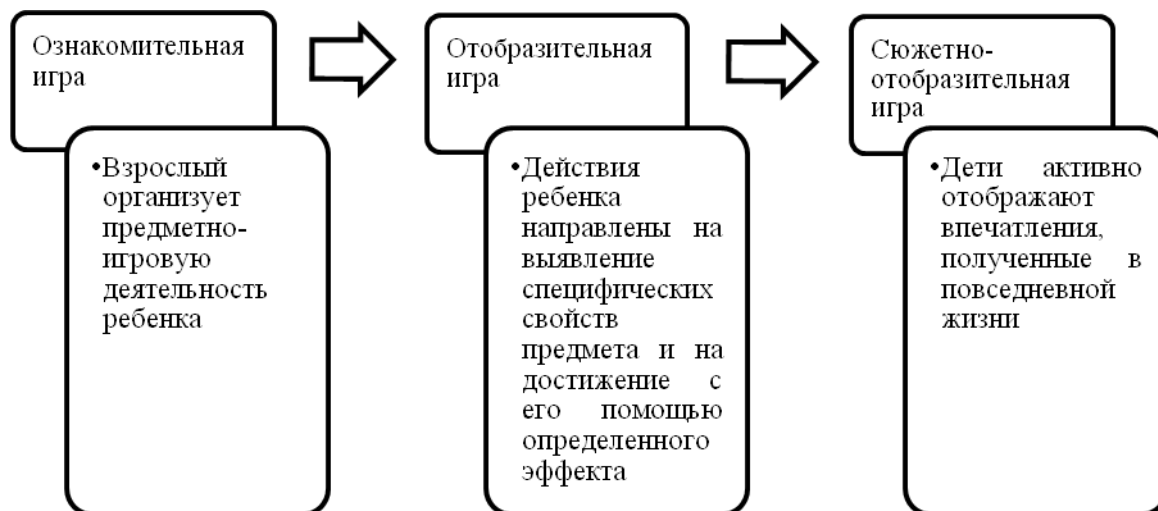 Ознакомительная
игра
•Взрослый
организует
предметно-
игровую
деятельность
ребенка
Отобразительная
игра
•Действия
ребенка
направлены на
выявление
специфических
свойств
предмета и на
достижение с
его помощью
определенного
эффекта
Сюжетно-
отобразительная
игра
•Дети активно
отображают
впечатления,
полученные в
повседневной
жизни